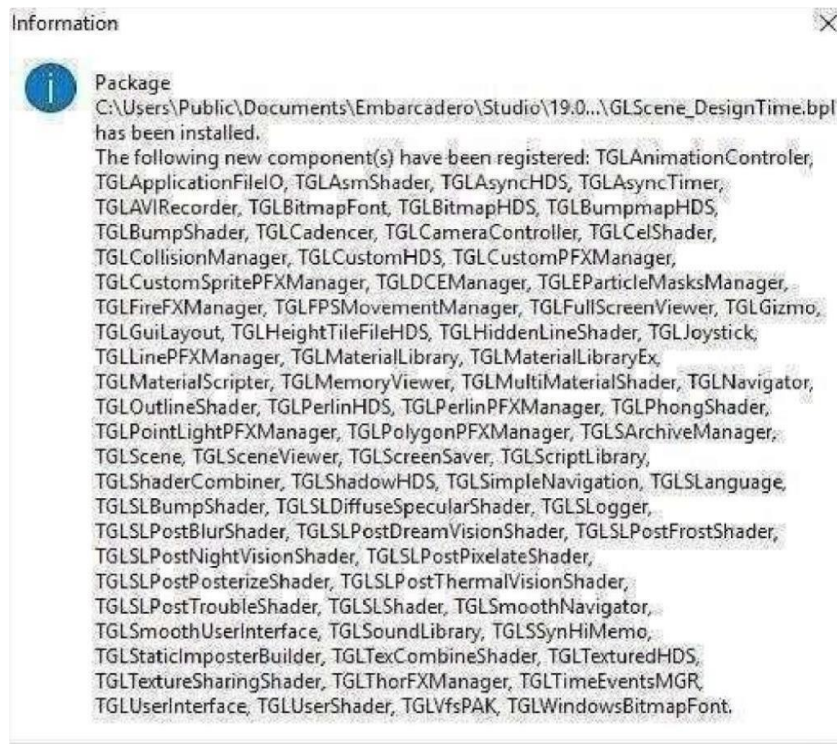 Information
Package
C:\Users\Public\Documents\Embarcadero\Studio\19.0...\GLScene_DesignTime.bpl
has been installed.
The following new component(s) have been registered: TGLAnimationControler,
TGLApplicationFileIO, TGLAsmShader, TGLAsyncHDS, TGLAsyncTimer,
TGLAVIRecorder, TGLBitmapFont, TGLBitmapHDS, TGLBumpmapHDS,
TGLBumpShader, TGLCadencer, TGLCameraController, TGLCelShader,
TGLCollisionManager, TGLCustomHDS, TGLCustomPFXManager,
TGLCustomSpritePFXManager, TGLDCEManager, TGLEParticleMasksManager,
TGLFireFXManager, TGLFPSMovementManager, TGLFullScreenViewer, TGLGizmo,
TGLGuiLayout, TGLHeightTileFileHDS, TGLHiddenLineShader, TGLJoystick,
TGLLinePFXManager, TGLMaterialLibrary, TGLMaterialLibraryEx,
TGLMaterialScripter, TGLMemoryViewer, TGLMultiMaterialShader, TGLNavigator,
TGLOutlineShader, TGLPerlinHDS, TGLPerlinPFXManager, TGLPhongShader,
TGLPointLightPFXManager, TGLPolygonPFXManager, TGLSArchiveManager,
TGLScene, TGLSceneViewer, TGLScreenSaver, TGLScriptLibrary,
TGLShaderCombiner, TGLShadowHDS, TGLSimpleNavigation, TGLSLanguage,
TGLSLBumpShader, TGLSLDiffuseSpecularShader, TGLSLogger,
TGLSLPostBlurShader, TGLSLPostDreamVisionShader, TGLSLPostFrostShader,
TGLSLPostNightVisionShader, TGLSLPostPixelateShader,
TGLSLPostPosterizeShader, TGLSLPostThermalVisionShader,
TGLSLPostTroubleShader, TGLSLShader, TGLSmoothNavigator,
TGLSmoothUserInterface, TGLSoundLibrary, TGLSSynHiMemo,
TGLStaticImposterBuilder, TGLTexCombineShader, TGLTexturedHDS,
TGLTextureSharingShader, TGLThorFXManager, TGLTimeEventsMGR,
TGLUserInterface, TGLUserShader, TGLVfsPAK, TGLWindowsBitmapFont.